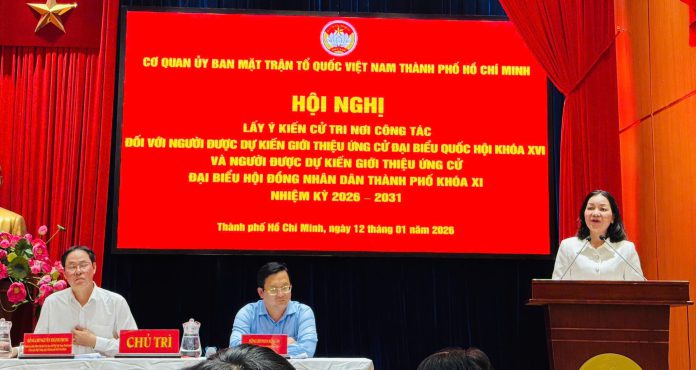 CƠ QUAN ỦY BAN MẶT TRẬN TỔ QUỐC VIỆT NAM THÀNH PHỐ HỒ CHÍ MINH
HỘI NGHỊ
LẤY Ý KIẾN CỬ TRI NƠI CÔNG TÁC
ĐỐI VỚI NGƯỜI ĐƯỢC DỰ KIẾN GIỚI THIỆU ỨNG CỬ ĐẠI BIỂU QUỐC HỘI KHÓA XVI
VÀ NGƯỜI ĐƯỢC DỰ KIẾN GIỚI THIỆU ỨNG CỬ
ĐẠI BIỂU HỘI ĐỒNG NHÂN DÂN THÀNH PHỐ KHÓA XI
NHIỆM KỲ 2026 – 2031
Thành phố Hồ Chí Minh, ngày 12 tháng 01 năm 2026
CHỦ TRÌ